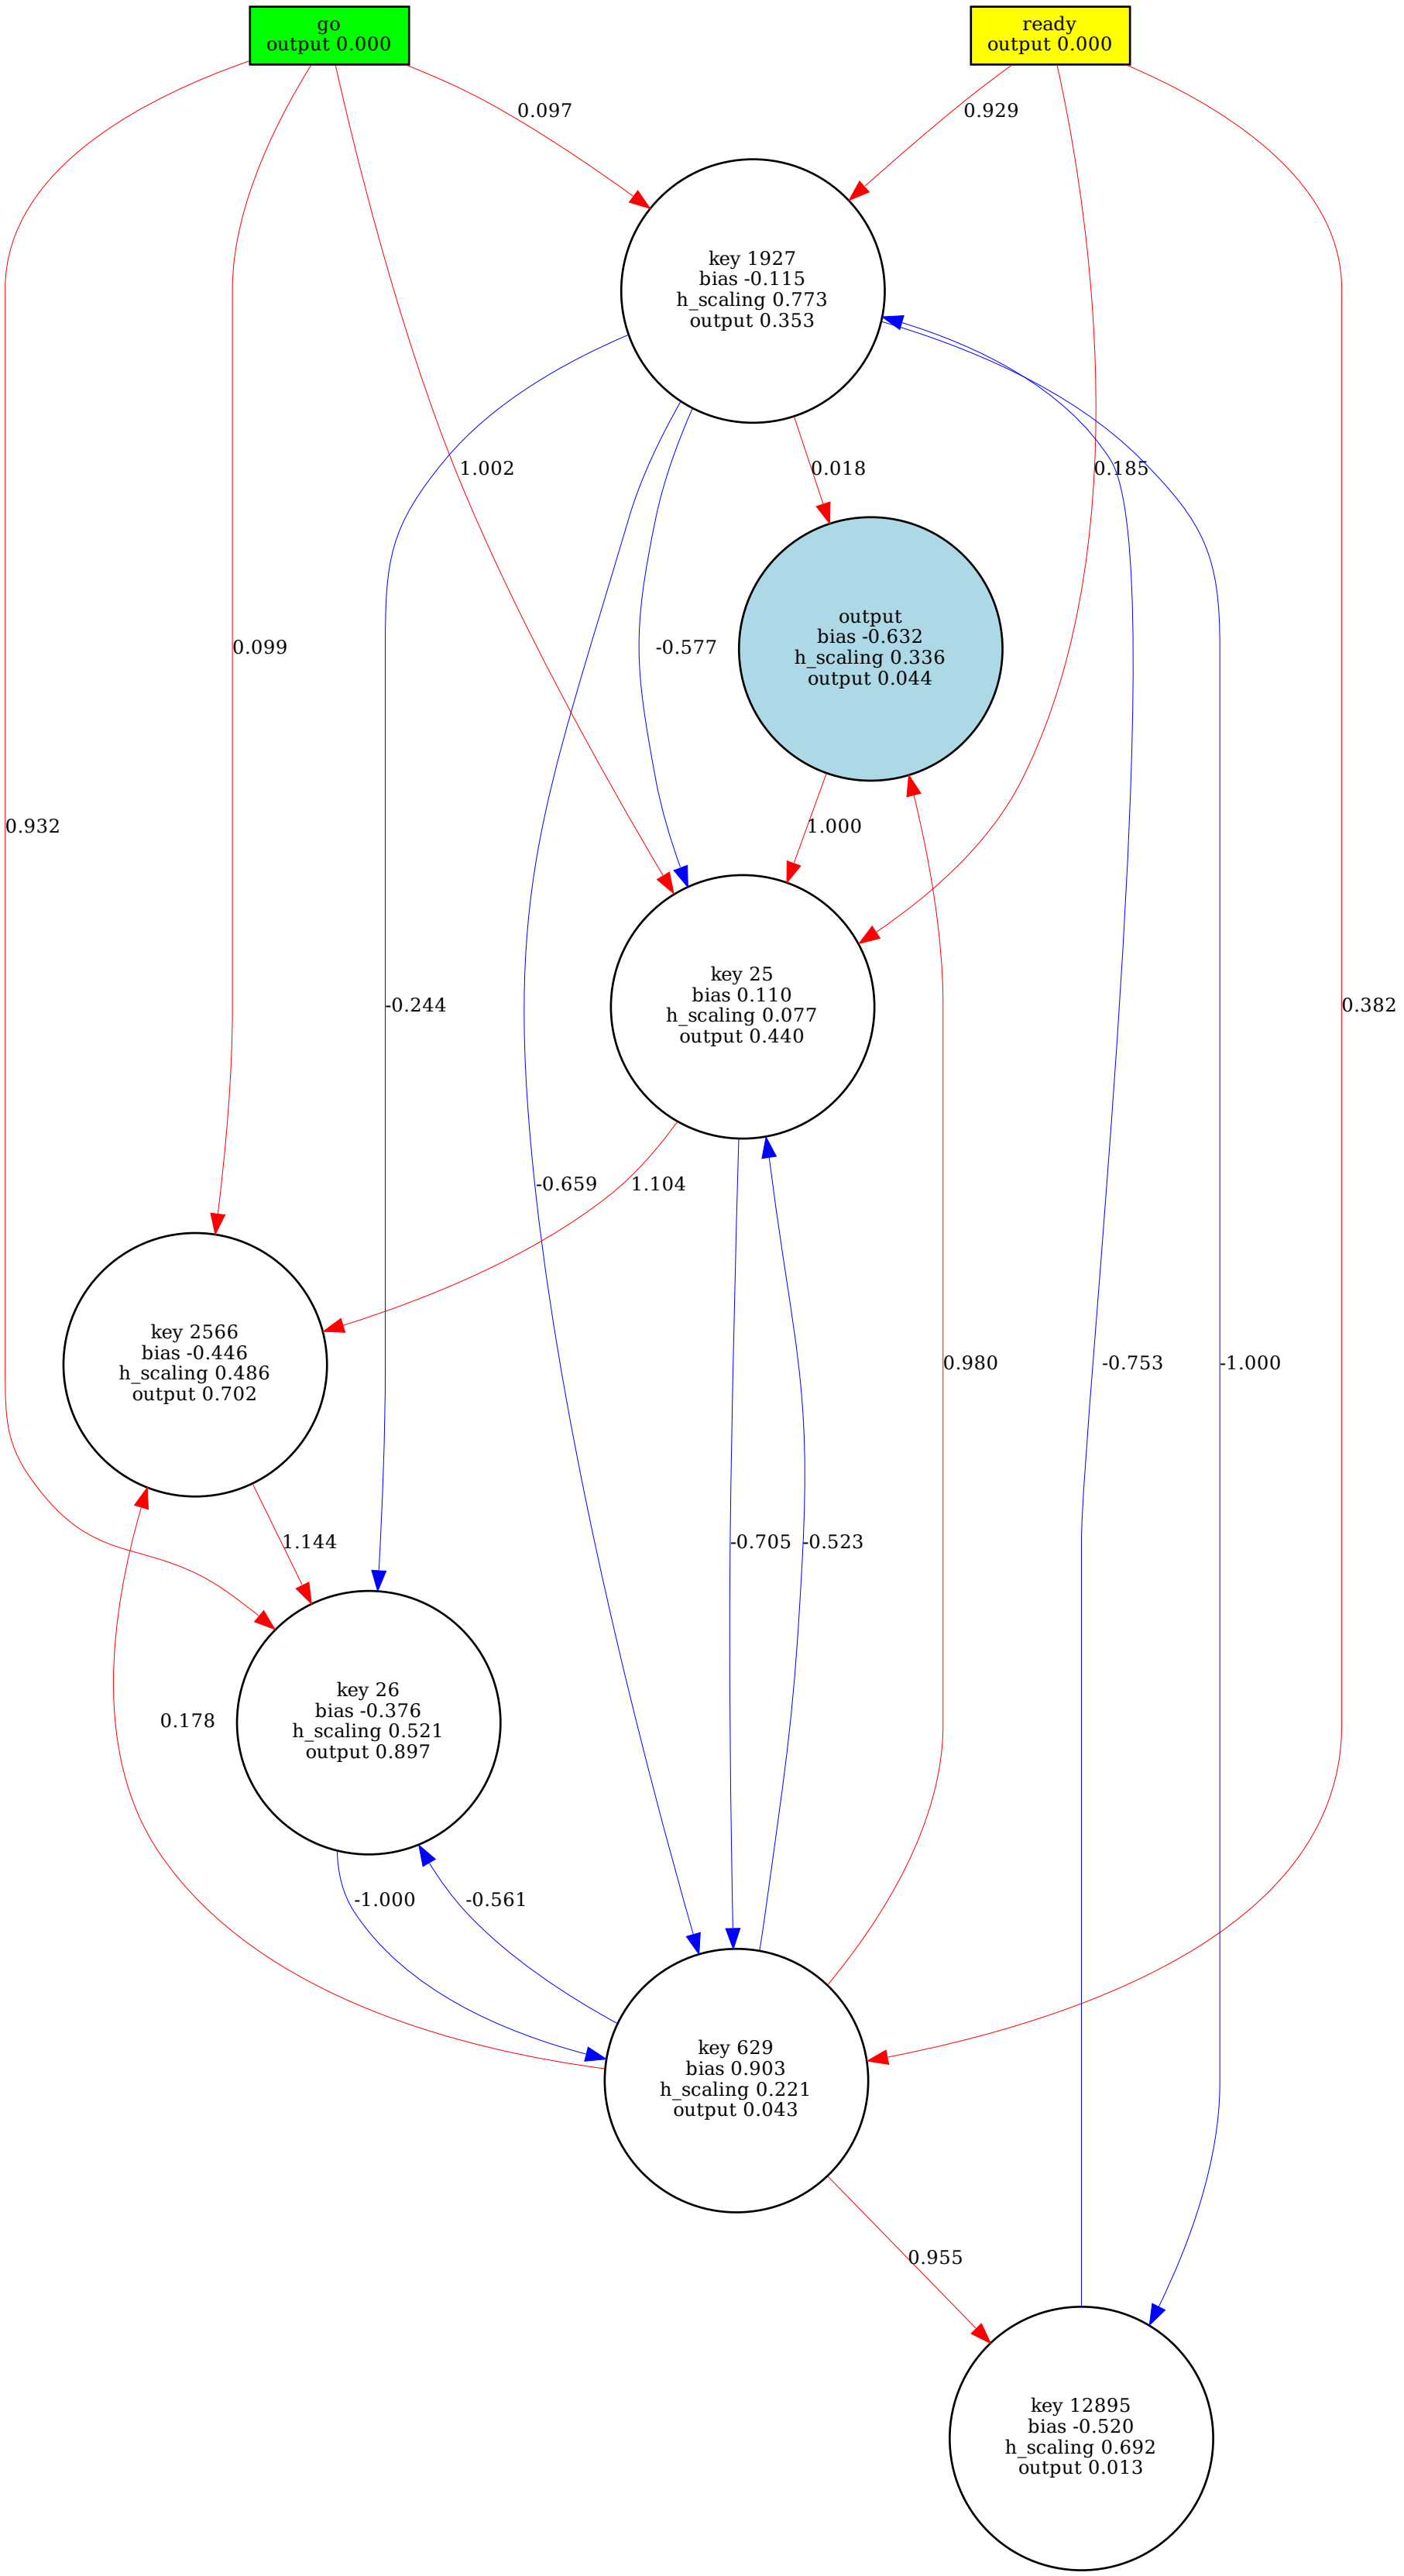 go
output 0.000
ready
output 0.000
0.097
0.929
key 1927
bias -0.115
h_scaling 0.773
output 0.353
1.002
0.018
0.185
output
bias -0.632
h_scaling 0.336
output 0.044
0.099
-0.577
0.932
1.000
key 25
bias 0.110
h_scaling 0.077
output 0.440
-0.244
0.382
-0.659
1.104
key 2566
bias -0.446
h_scaling 0.486
output 0.702
0.980
-0.753
-1.000
1.144
-0.705
-0.523
key 26
bias -0.376
h_scaling 0.521
output 0.897
0.178
-1.000
-0.561
key 629
bias 0.903
h_scaling 0.221
output 0.043
0.955
key 12895
bias -0.520
h_scaling 0.692
output 0.013